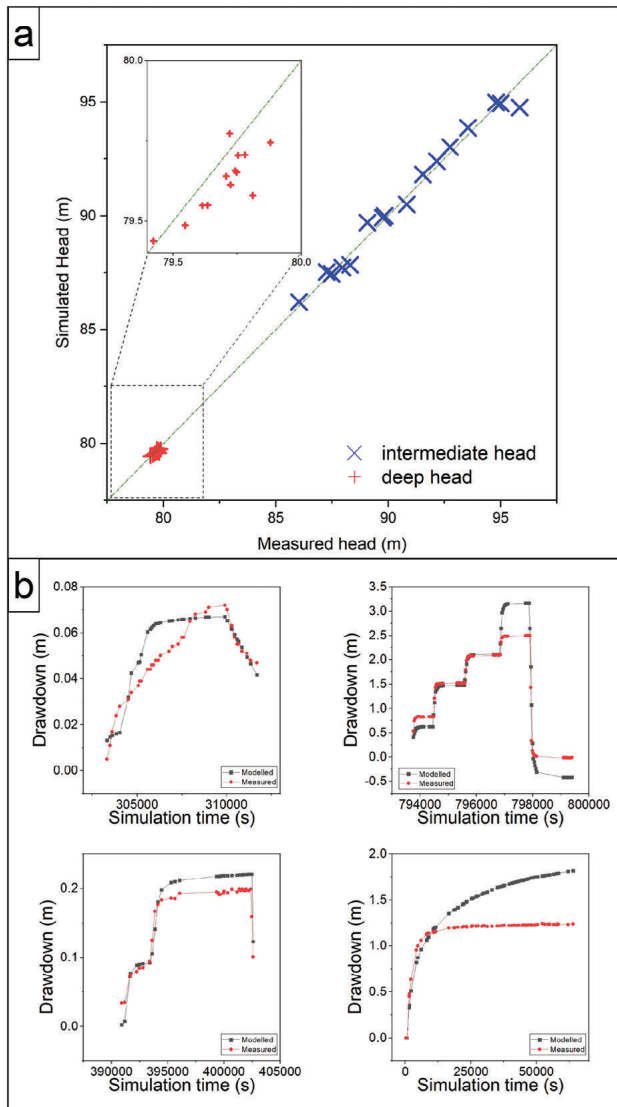 a
80.0
79.5
79.5
80.0
95
90
85
80
Simulated Head (m)
intermediate head
deep head
80
85
90
95
Measured head (m)
b
0.08
0.06
0.04
0.02
0.00
Drawdown (m)
Modelled
Measured
305000
310000
Simulation time (s)
3.5
3.0
2.5
2.0
1.5
1.0
0.5
0.0
-0.5
Drawdown (m)
Modelled
Measured
794000
796000
798000
800000
Simulation time (s)
0.2
0.1
0.0
Drawdown (m)
Modelled
Measured
390000
395000
400000
405000
Simulation time (s)
2.0
1.5
1.0
0.5
0.0
Drawdown (m)
Modelled
Measured
0
25000
50000
Simulation time (s)